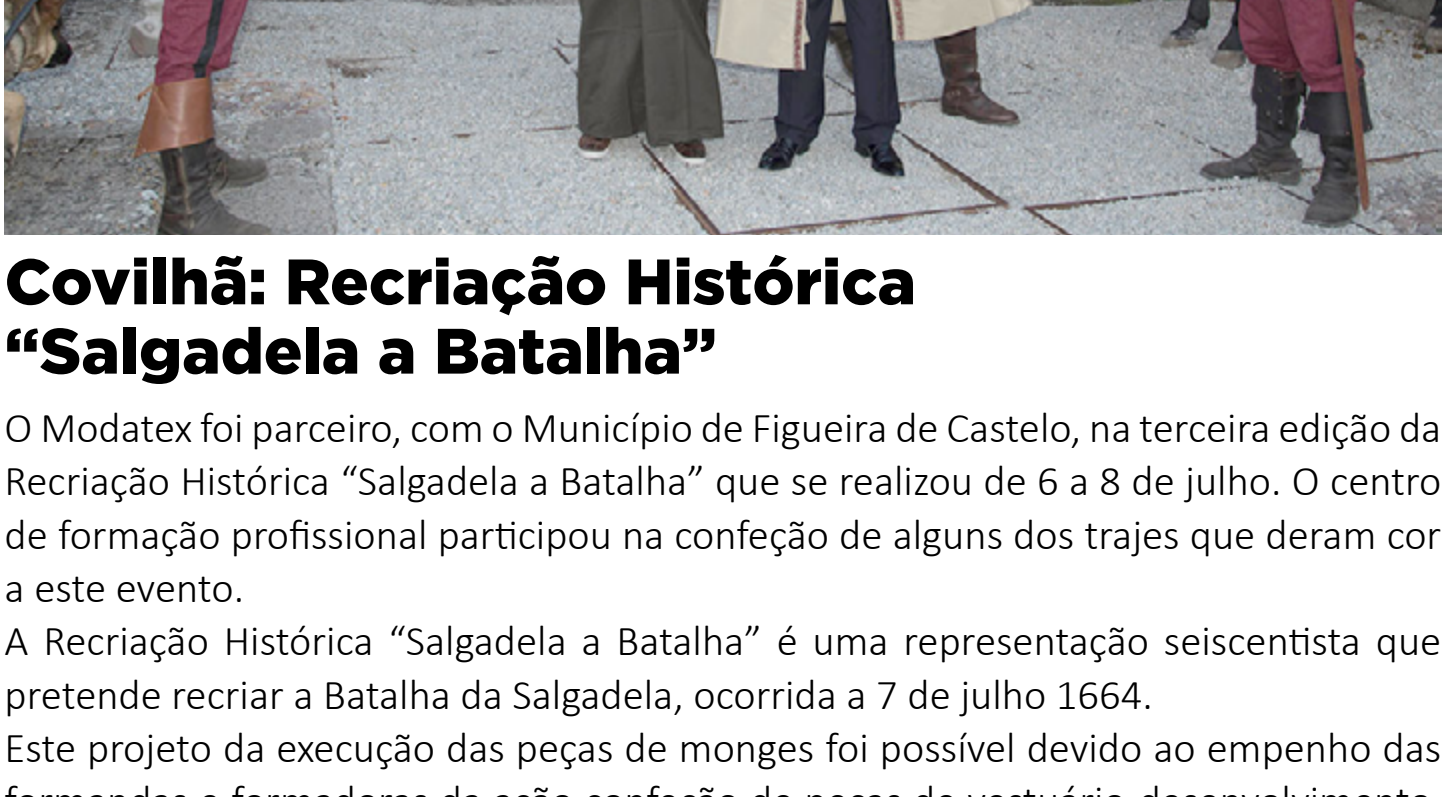 Covilhã: Recriação Histórica
“Salgadela a Batalha”
O Modatex foi parceiro, com o Município de Figueira de Castelo, na terceira edição da
Recriação Histórica “Salgadela a Batalha” que se realizou de 6 a 8 de julho. O centro
de formação profissional participou na confeção de alguns dos trajes que deram cor
a este evento.
A Recriação Histórica “Salgadela a Batalha” é uma representação seiscentista que
pretende recriar a Batalha da Salgadela, ocorrida a 7 de julho 1664.
Este projeto da execução das peças de monges foi possível devido ao empenho das